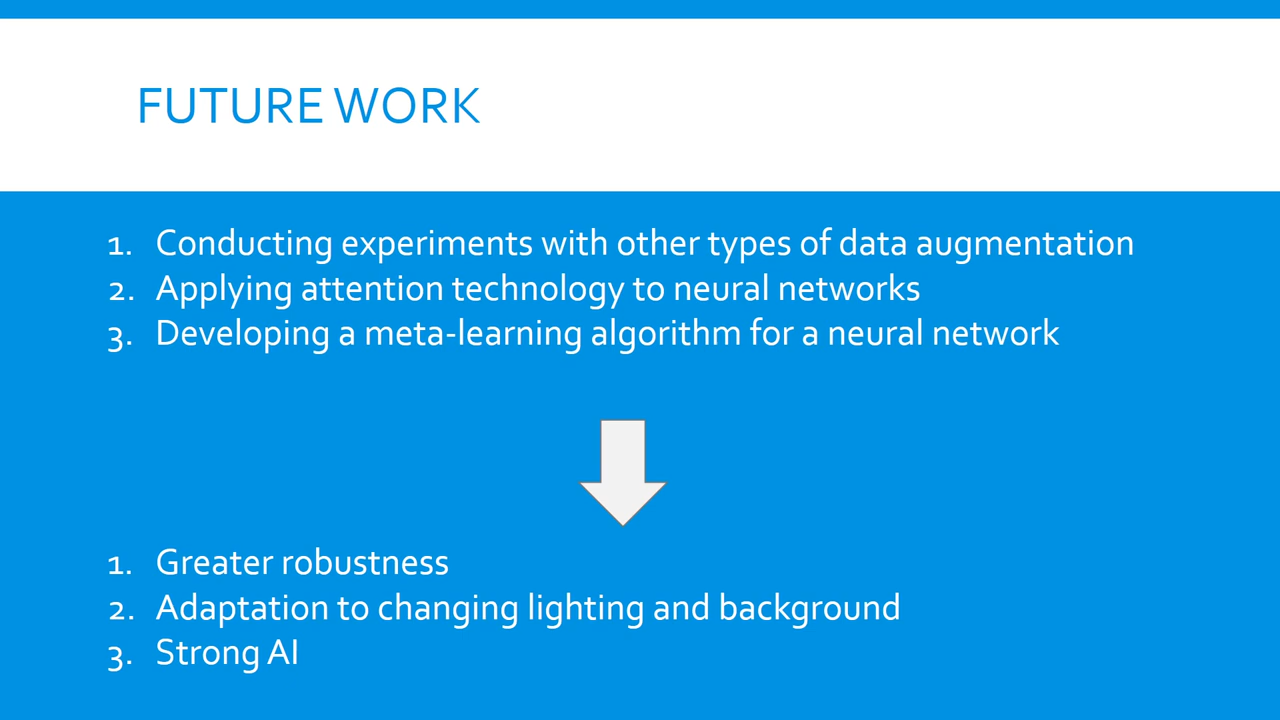 FUTURE WORK
1. Conducting experiments with other types of data augmentation
2. Applying attention technology to neural networks
3. Developing a meta-learning algorithm for a neural network
1. Greater robustness
2. Adaptation to changing lighting and background
3. Strong AI